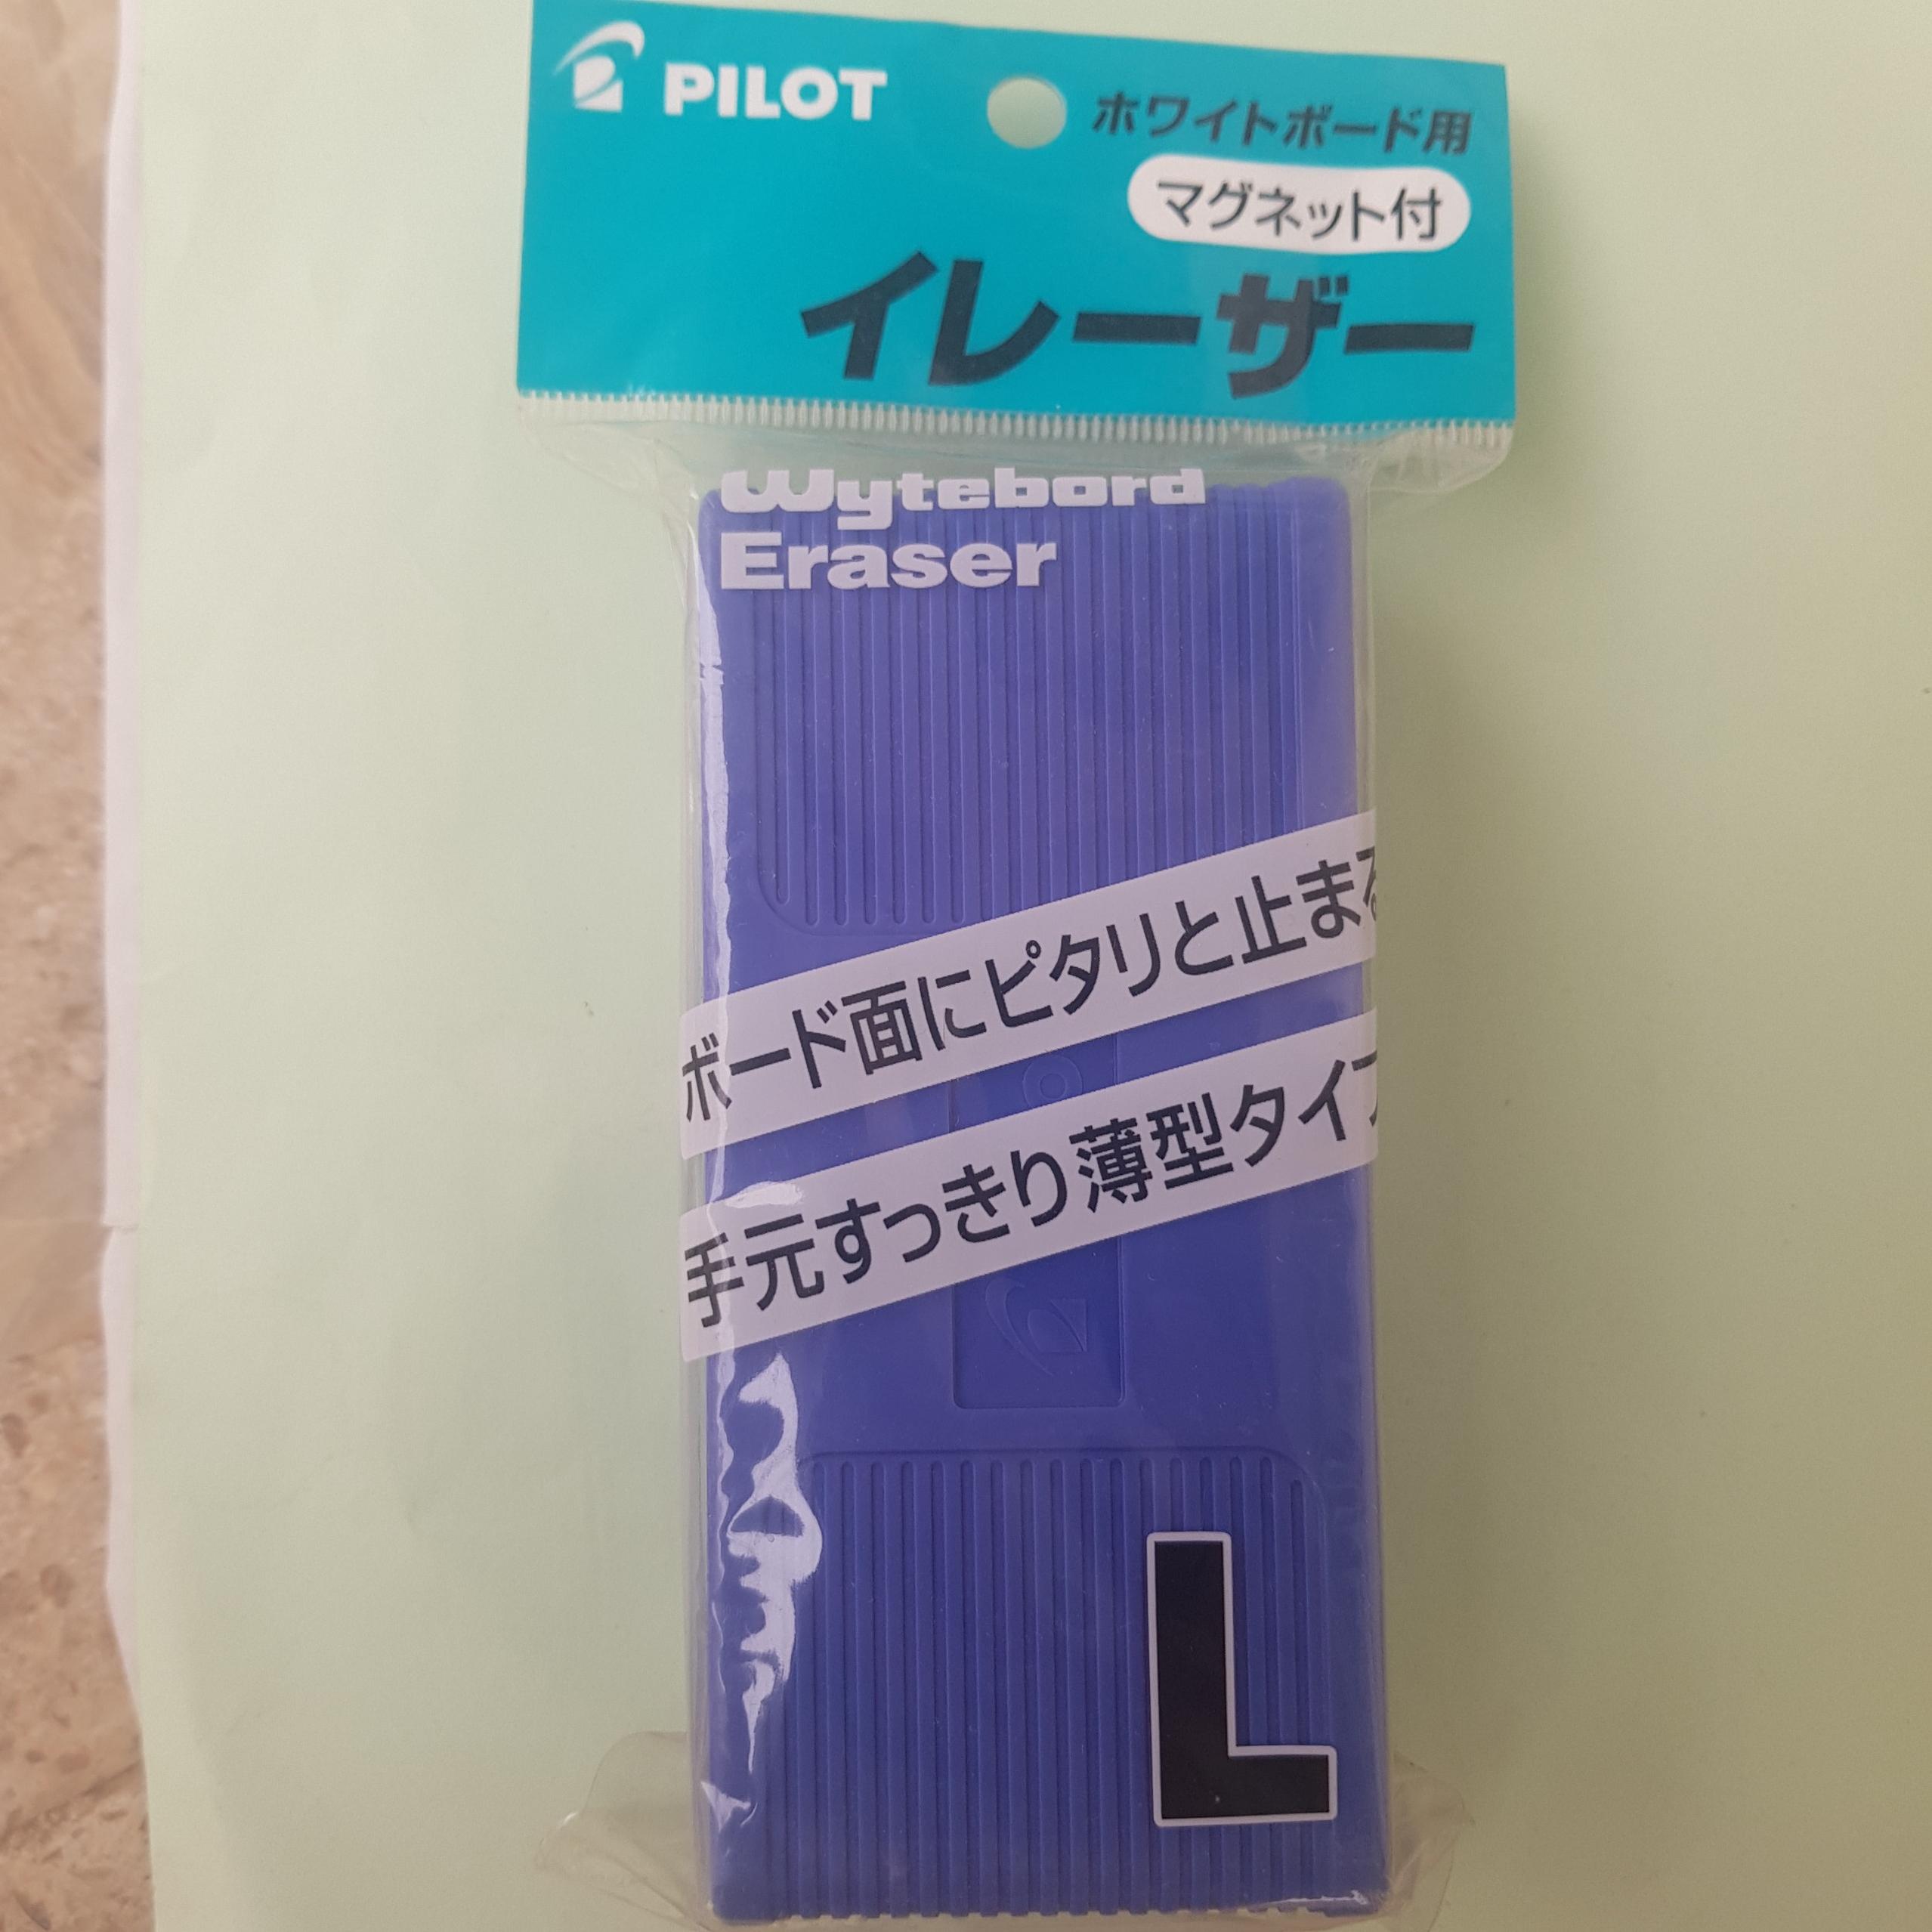 PILOT
ホワイトボード用
マグネット付
イレーザー
Wytebord
Eraser
ボード面にピタリと止まる
手元すっきり薄型タイプ
L